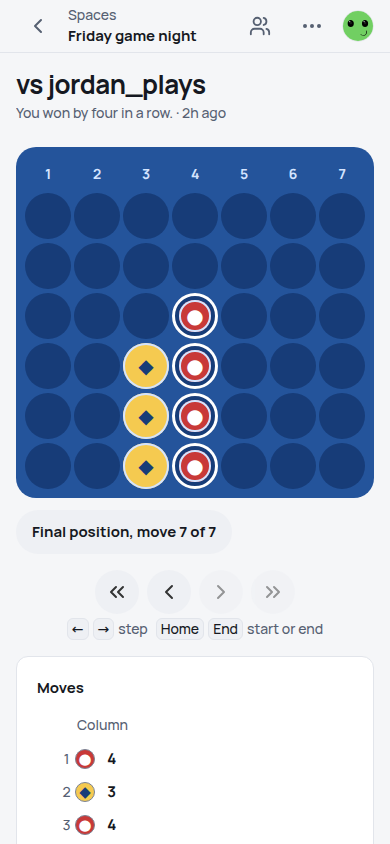 Spaces
Friday game night
vs jordan_plays
You won by four in a row. · 2h ago
1 2 3 4 5 6 7
Final position, move 7 of 7
← → step Home End start or end
Moves
Column
1 4
2 3
3 4